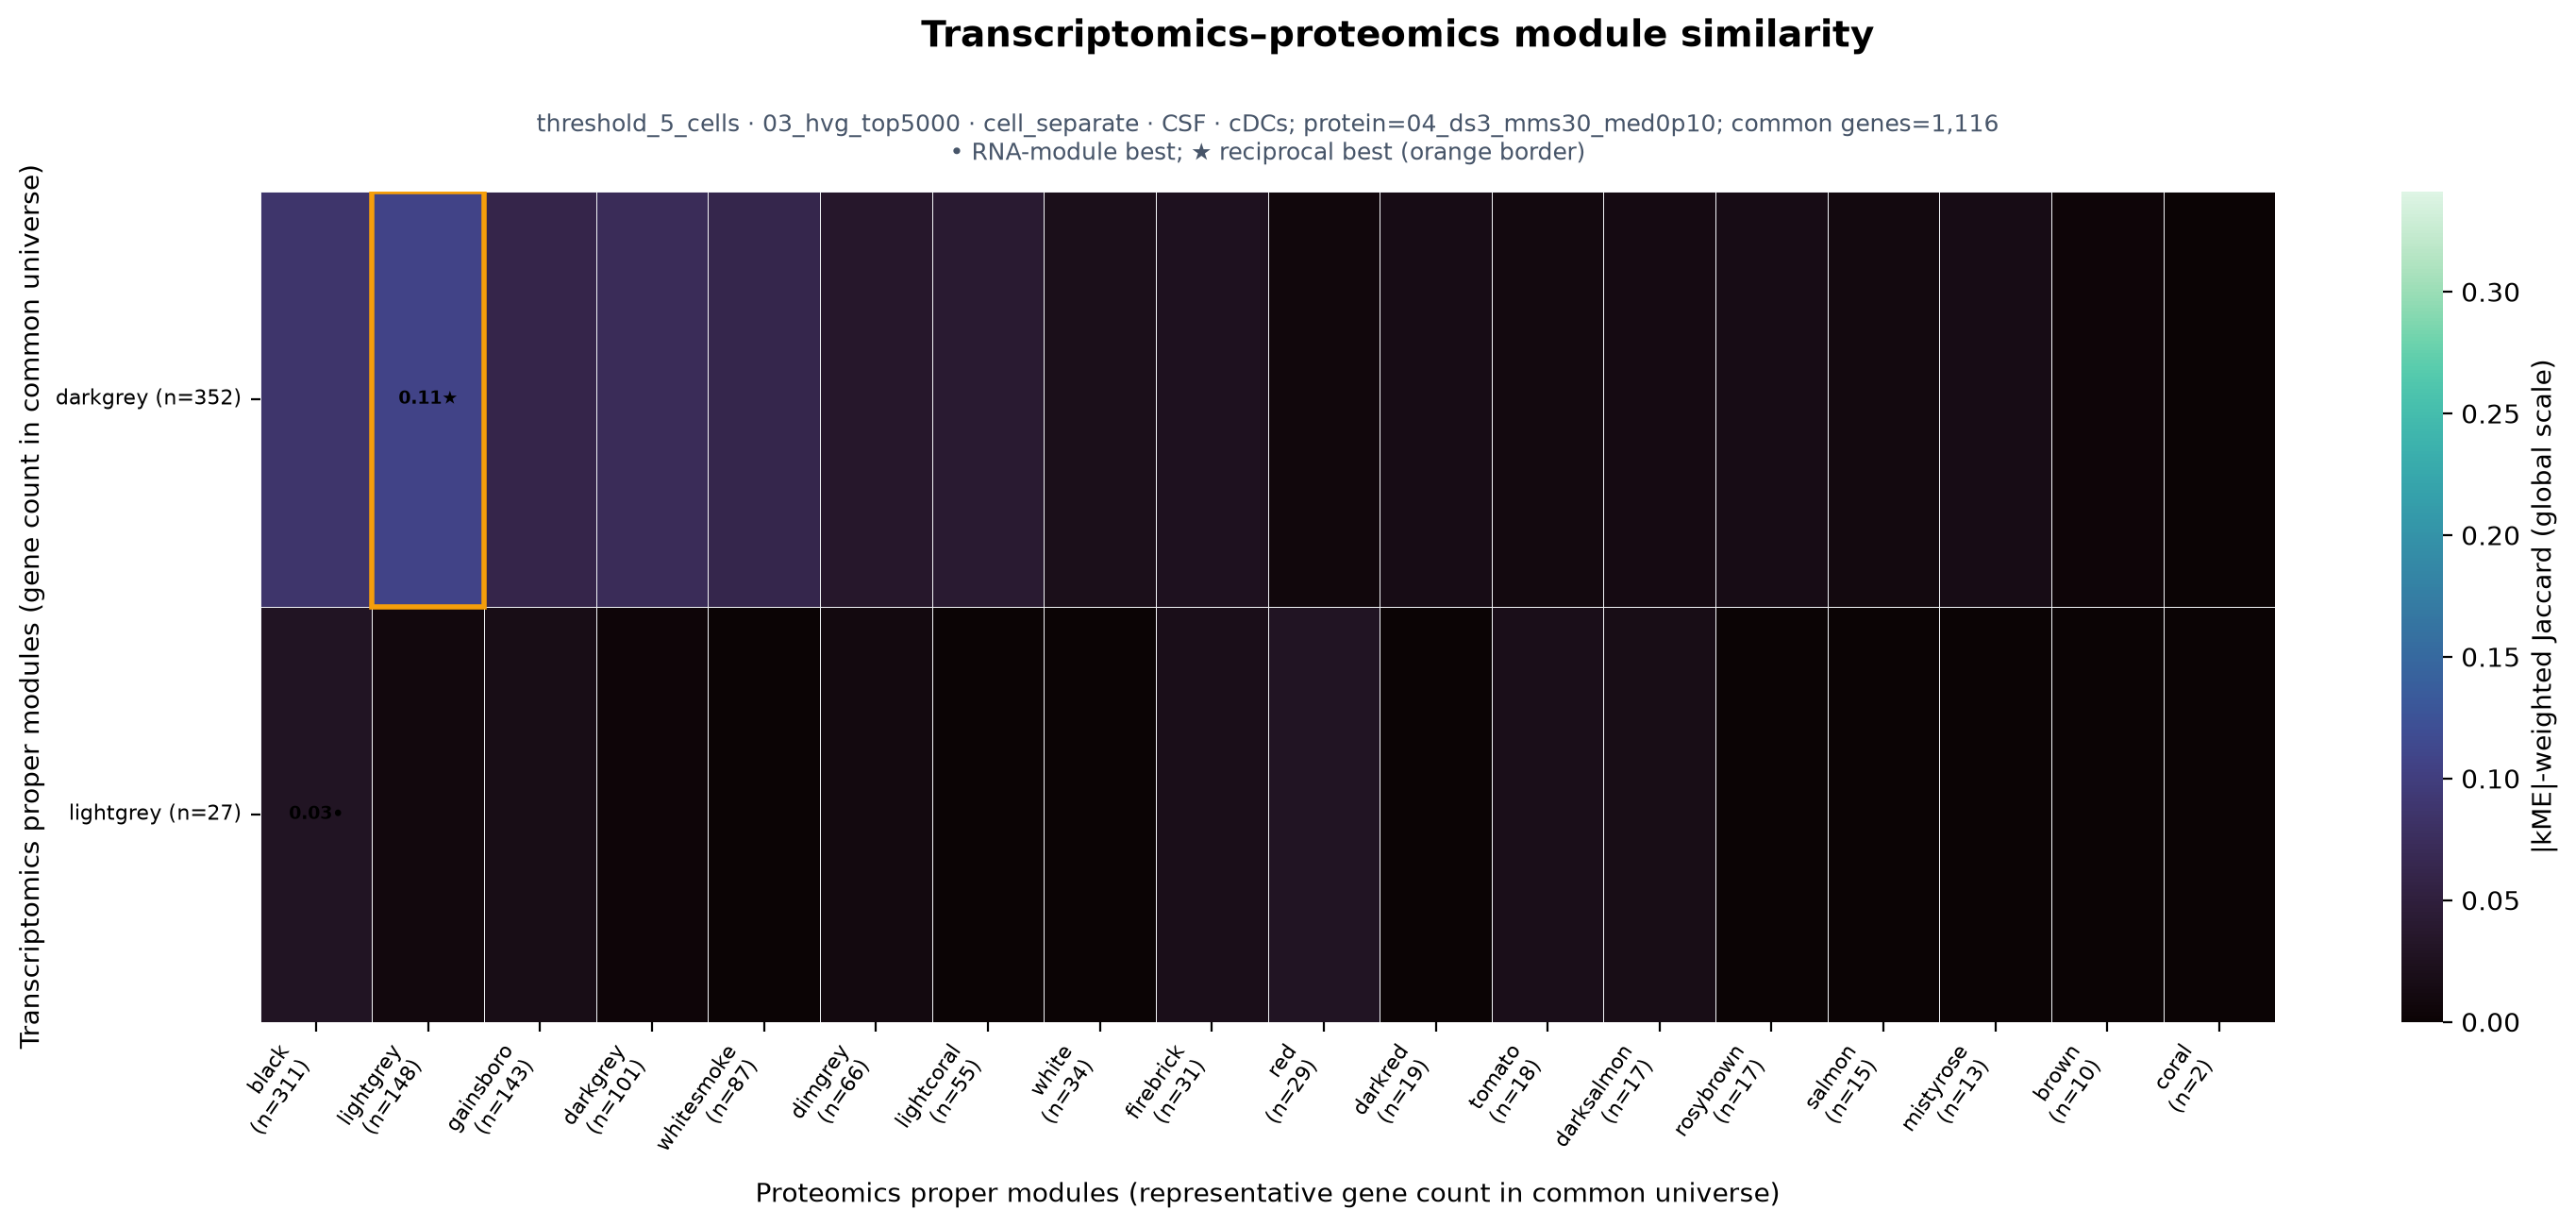 Transcriptomics–proteomics module similarity
threshold_5_cells · 03_hvg_top5000 · cell_separate · CSF · cDCs; protein=04_ds3_mms30_med0p10; common genes=1,116
• RNA-module best; ★ reciprocal best (orange border)
Transcriptomics proper modules (gene count in common universe)
darkgrey (n=352)
lightgrey (n=27)
0.11★
0.03•
black
(n=311)
lightgrey
(n=148)
gainsboro
(n=143)
darkgrey
(n=101)
whitesmoke
(n=87)
dimgrey
(n=66)
lightcoral
(n=55)
white
(n=34)
firebrick
(n=31)
red
(n=29)
darkred
(n=19)
tomato
(n=18)
darksalmon
(n=17)
rosybrown
(n=17)
salmon
(n=15)
mistyrose
(n=13)
brown
(n=10)
coral
(n=2)
Proteomics proper modules (representative gene count in common universe)
0.30
0.25
0.20
0.15
0.10
0.05
0.00
|kME|-weighted Jaccard (global scale)